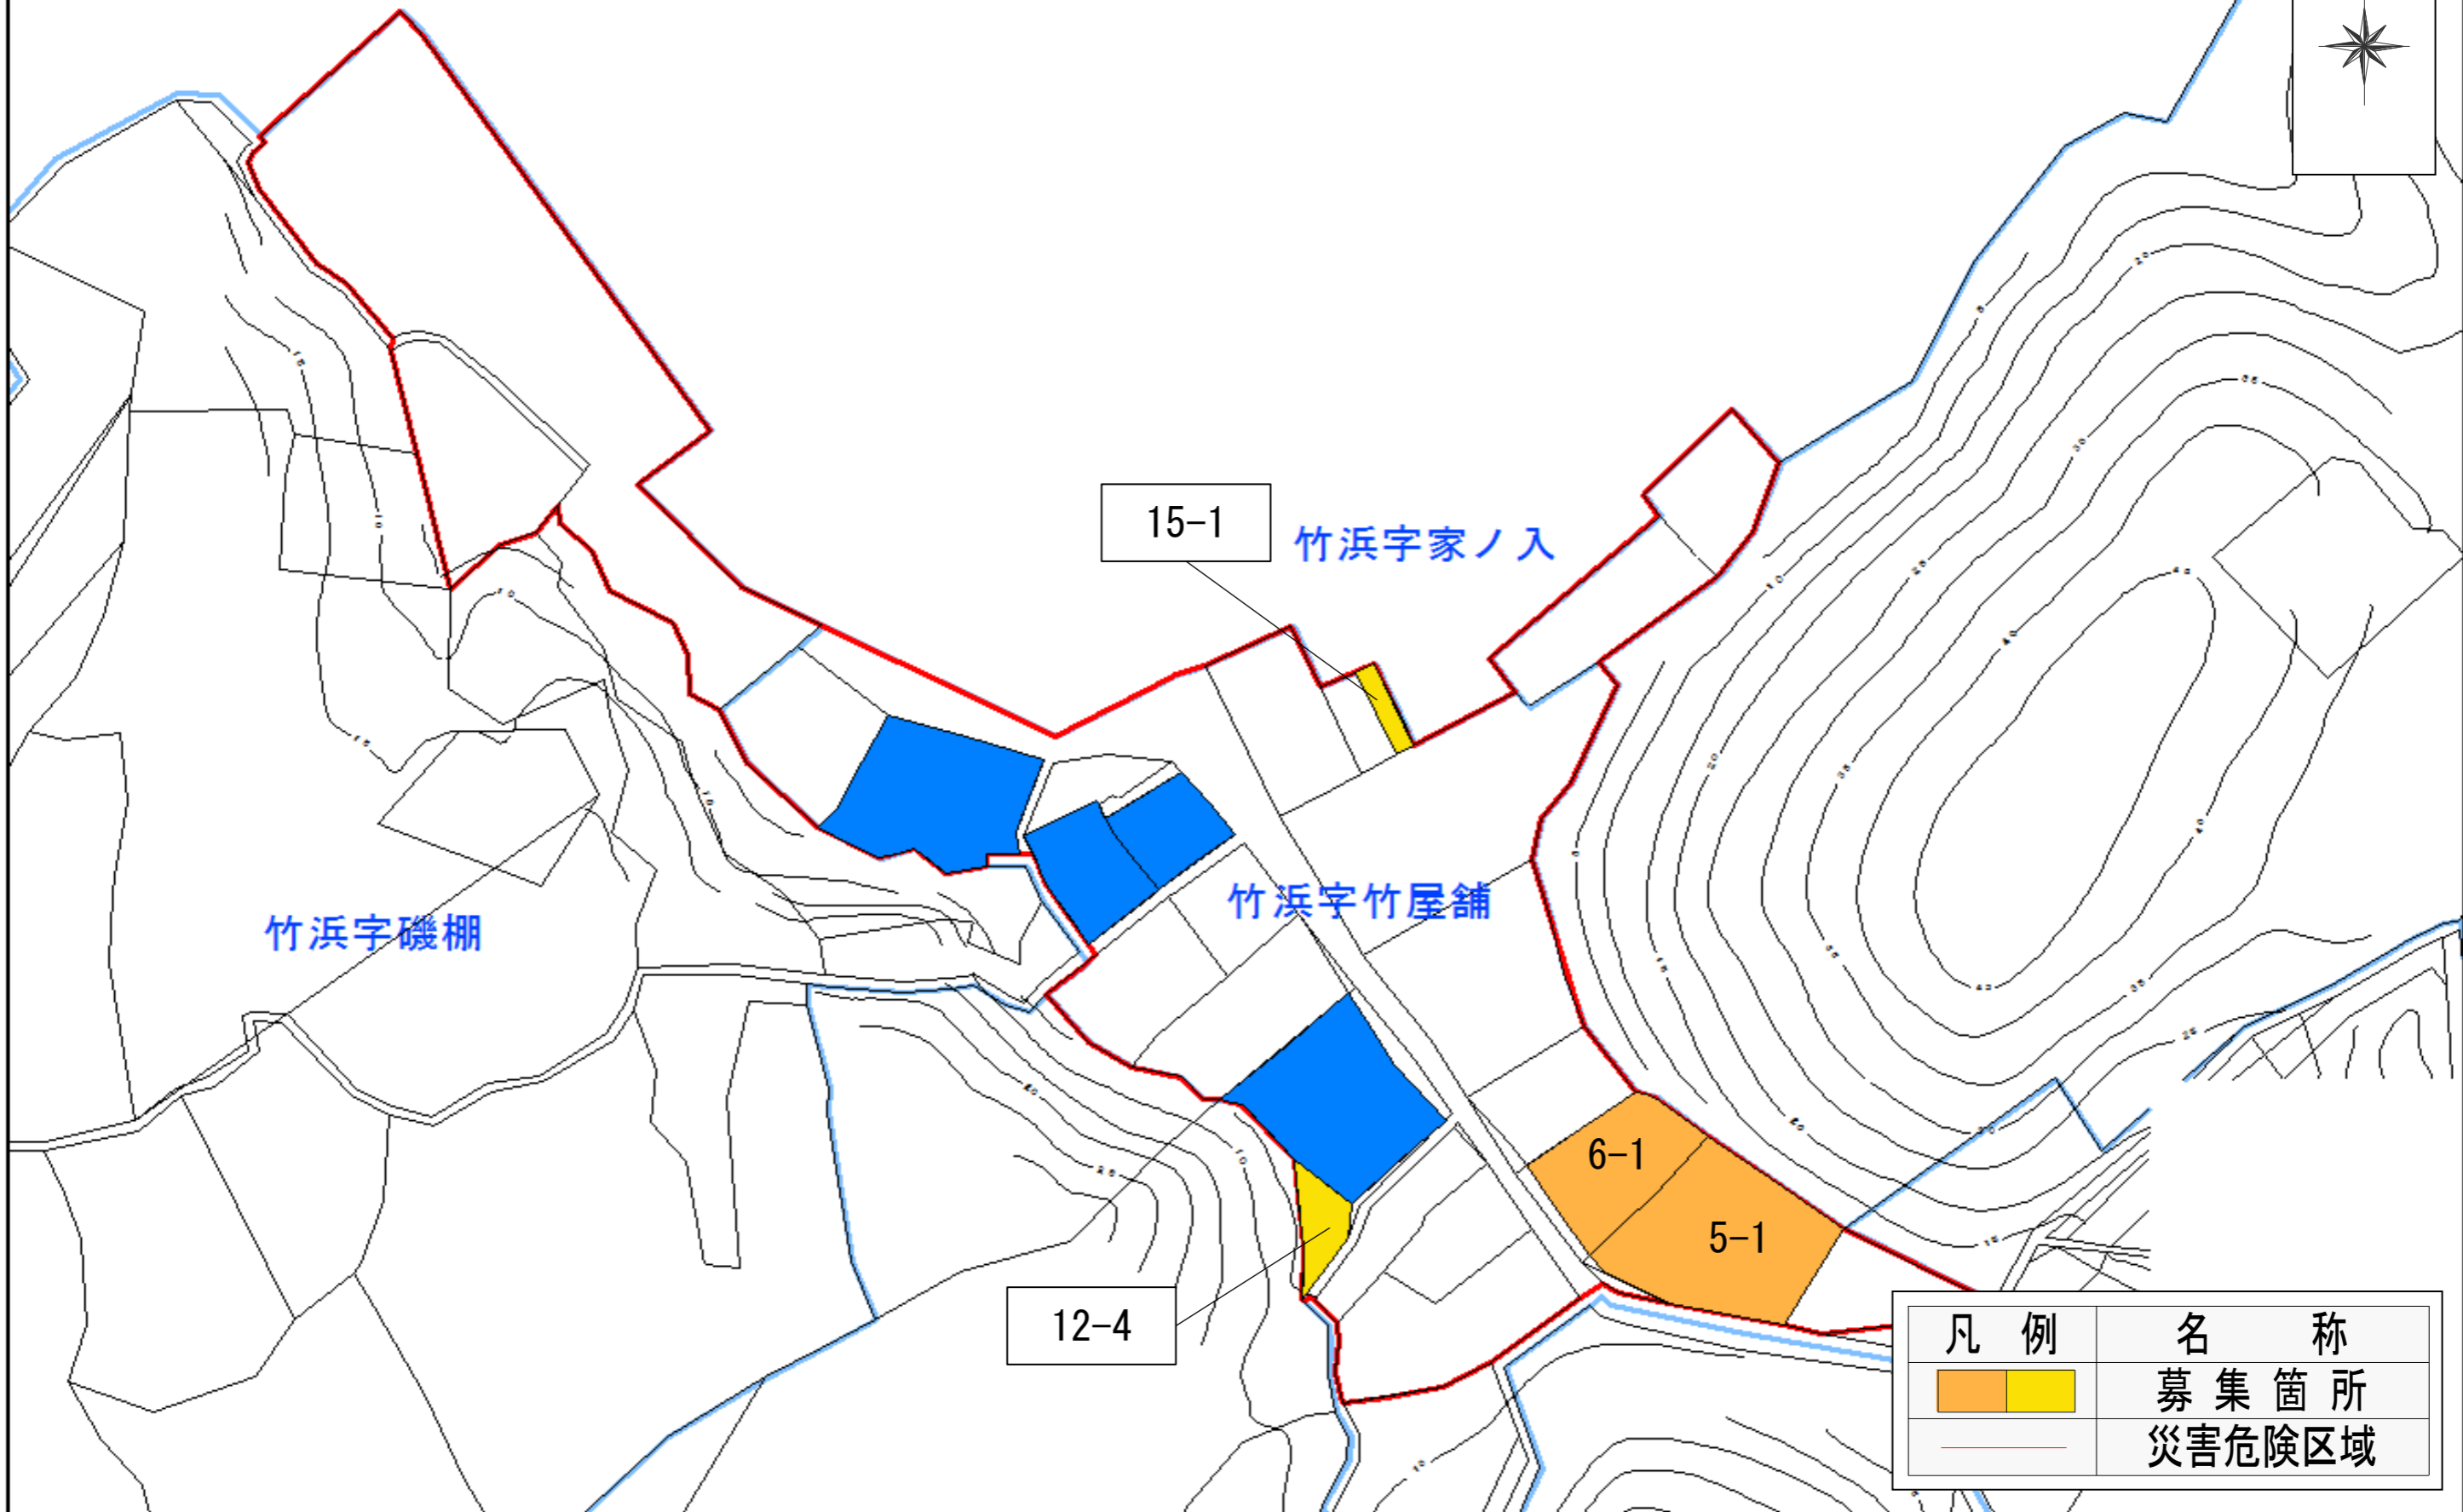 15-1
竹浜字家ノ入
竹浜字竹屋舗
竹浜字磯棚
6-1
5-1
12-4
凡 例 名 称
募集箇所
災害危険区域